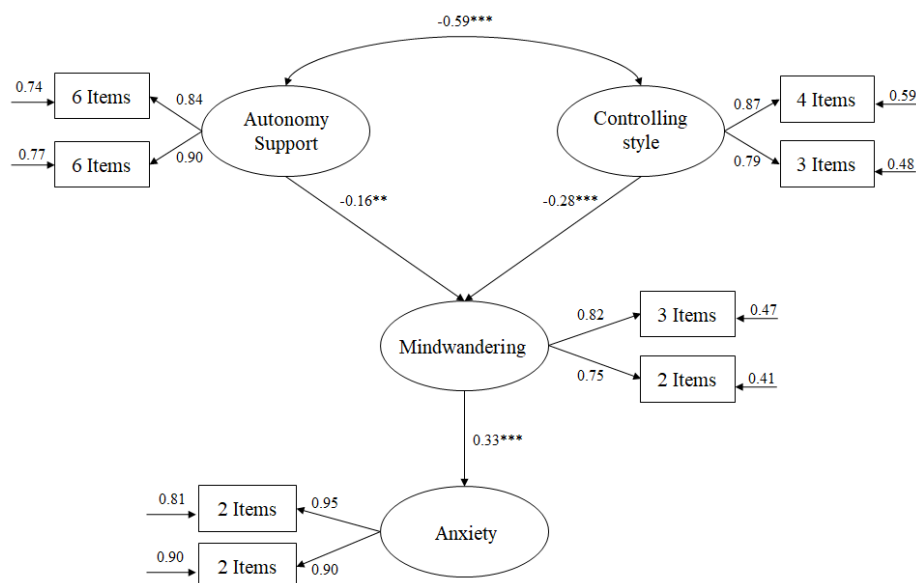 -0.59***
0.74
6 Items
0.84
0.77
6 Items
0.90
Autonomy
Support
Controlling
style
0.87
4 Items
0.59
0.79
3 Items
0.48
-0.16**
-0.28***
Mindwandering
0.82
3 Items
0.47
0.75
2 Items
0.41
0.33***
0.81
2 Items
0.95
0.90
2 Items
0.90
Anxiety